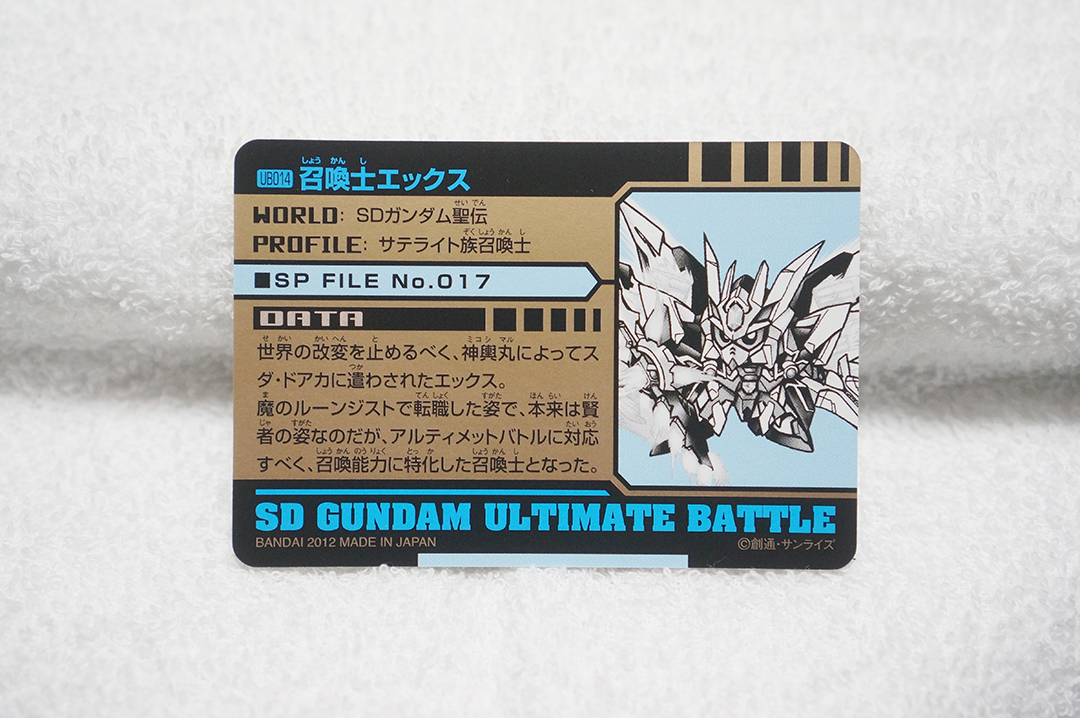 UB014 召喚士エックス
WORLD: SDガンダム聖伝
PROFILE: サテライト族召喚士
■SP FILE No.017
DATA
世界の改変を止めるべく、神輿丸によってス
ダ・ドアカに遣わされたエックス。
魔のルーンジストで転職した姿で、本来は賢
者の姿なのだが、アルティメットバトルに対応
すべく、召喚能力に特化した召喚士となった。
SD GUNDAM ULTIMATE BATTLE
BANDAI 2012 MADE IN JAPAN
©創通・サンライズ